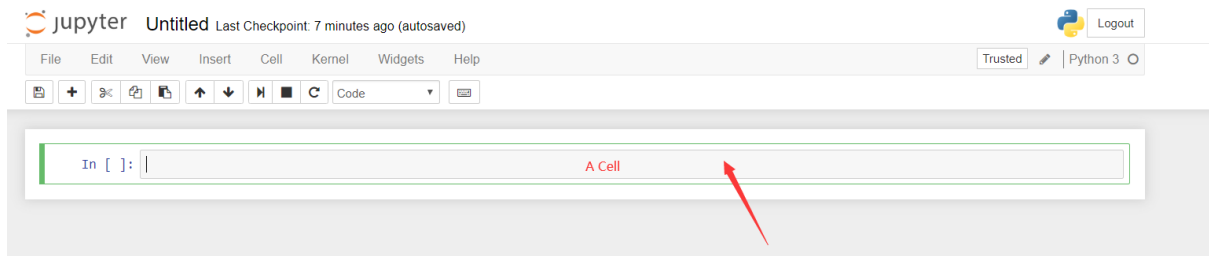 jupyter Untitled Last Checkpoint: 7 minutes ago (autosaved) Logout
File Edit View Insert Cell Kernel Widgets Help Trusted Python 3
Code
In [ ]: A Cell